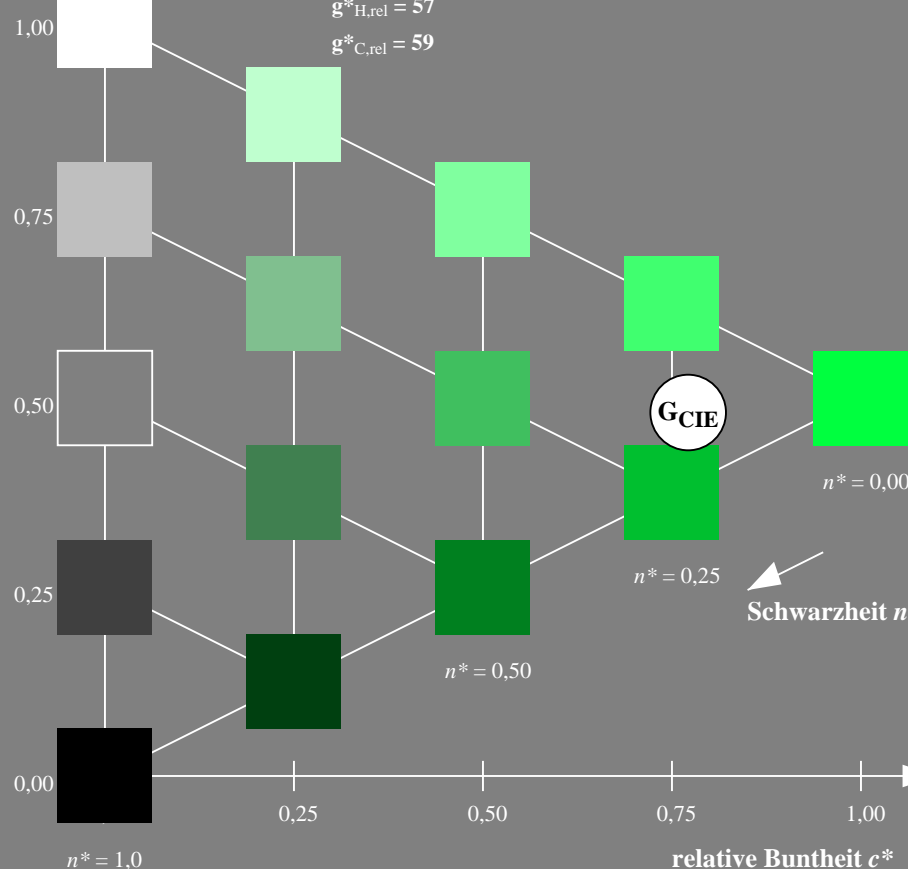 g*H,rel = 57
g*C,rel = 59
1,00
0,75
0,50
0,25
0,00
GCIE
n* = 0,00
n* = 0,25
Schwarzheit n
n* = 0,50
n* = 1,0
0,25
0,50
0,75
1,00
relative Buntheit c*